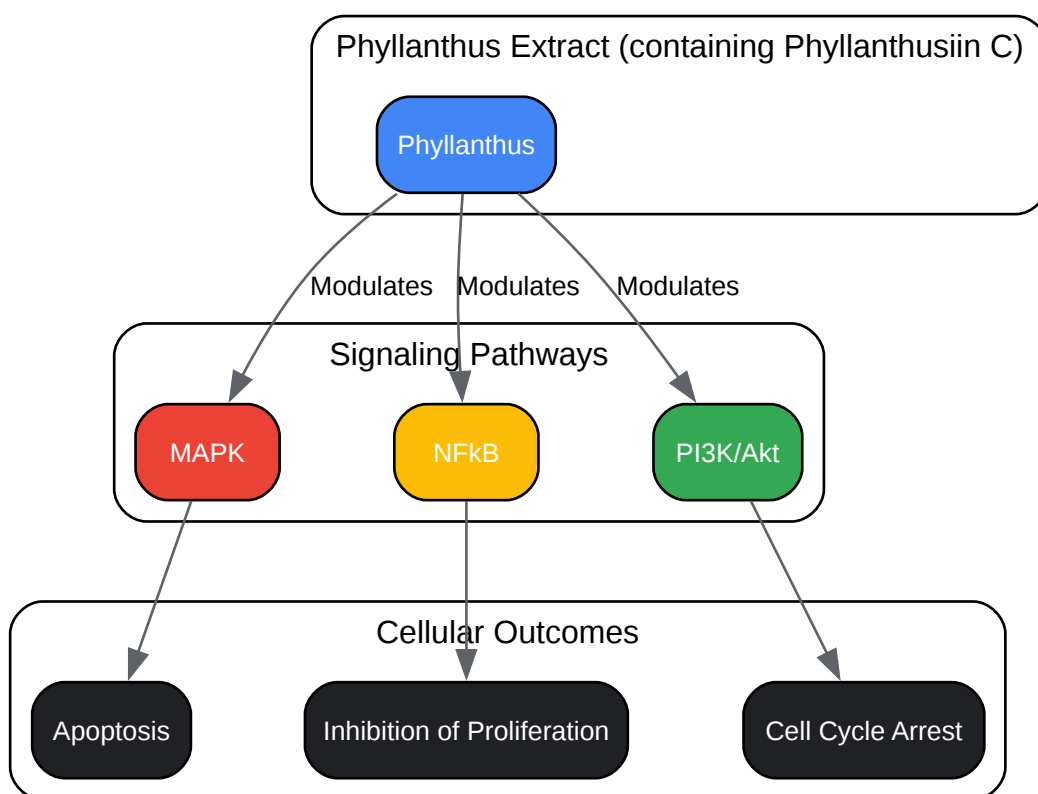 Phyllanthus Extract (containing Phyllanthusiin C)
Phyllanthus
Modulates
Modulates
Modulates
Signaling Pathways
MAPK
NFkB
PI3K/Akt
Cellular Outcomes
Apoptosis
Inhibition of Proliferation
Cell Cycle Arrest